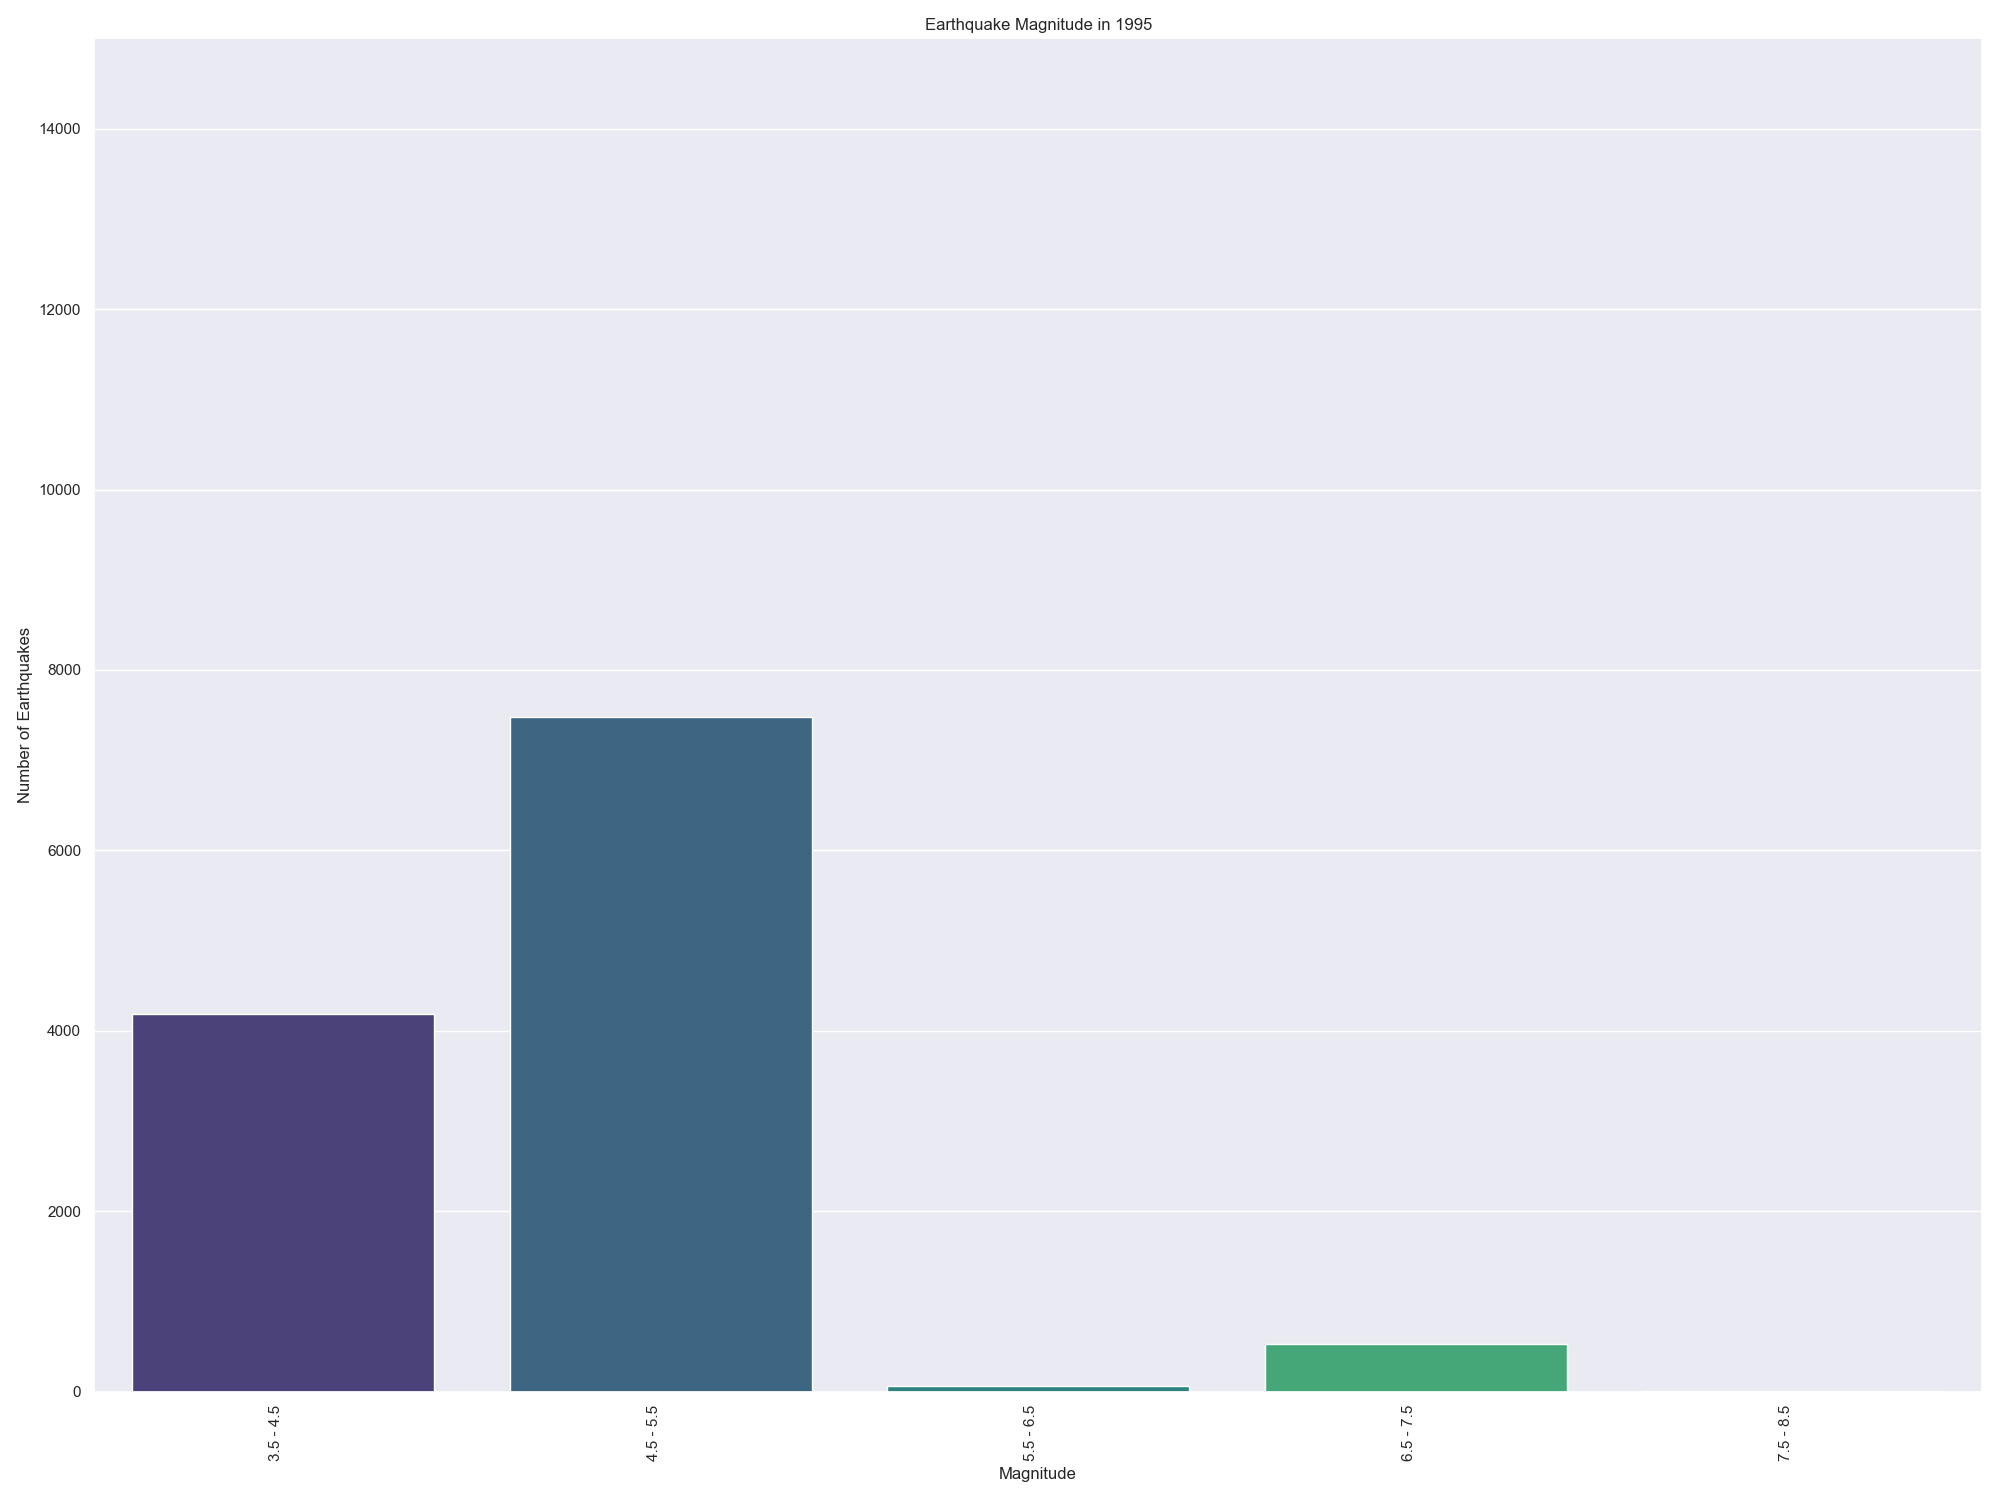 Earthquake Magnitude in 1995
14000
12000
10000
8000
6000
4000
2000
0
Number of Earthquakes
3.5 - 4.5
4.5 - 5.5
5.5 - 6.5
6.5 - 7.5
7.5 - 8.5
Magnitude